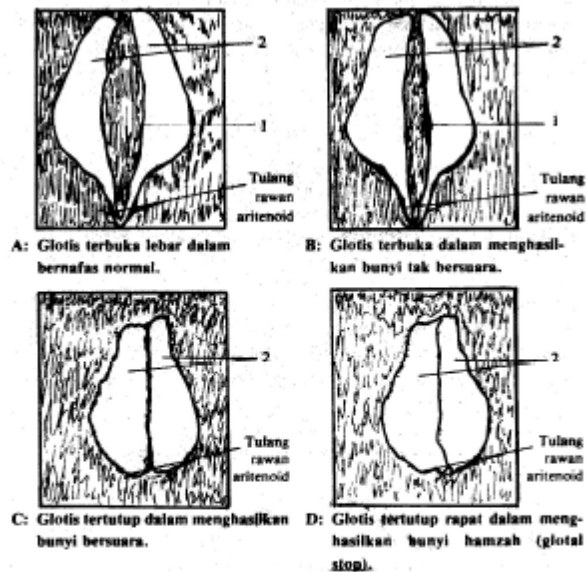 2
1
Tulang
rawan
aritenoid
A: Glotis terbuka lebar dalam
bernafas normal.
2
1
Tulang
rawan
aritenoid
B: Glotis terbuka dalam menghasil-
kan bunyi tak bersuara.
2
Tulang
rawan
aritenoid
C: Glotis tertutup dalam menghasilkan
bunyi bersuara.
2
Tulang
rawan
aritenoid
D: Glotis tertutup rapat dalam meng-
hasilkan bunyi hamzah (glotal
stop).